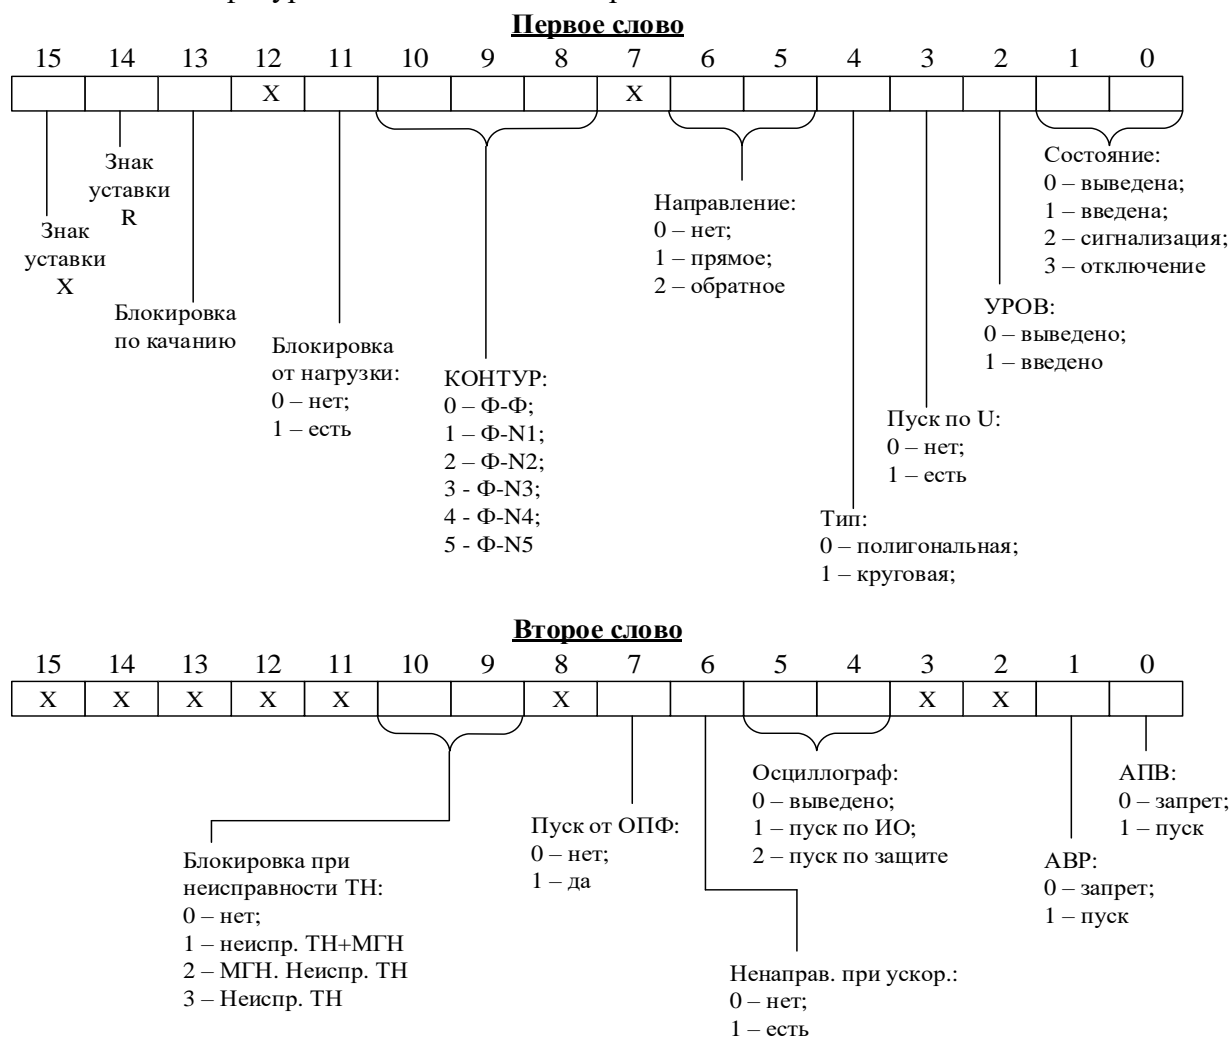 Первое слово
15 14 13 12 11 10 9 8 7 6 5 4 3 2 1 0
X X
Знак
уставки
R
Знак
уставки
X
Блокировка
по качанию
Блокировка
от нагрузки:
0 – нет;
1 – есть
КОНТУР:
0 – Ф-Ф;
1 – Ф-N1;
2 – Ф-N2;
3 - Ф-N3;
4 - Ф-N4;
5 - Ф-N5
Направление:
0 – нет;
1 – прямое;
2 – обратное
Тип:
0 – полигональная;
1 – круговая;
Пуск по U:
0 – нет;
1 – есть
УРОВ:
0 – выведено;
1 – введено
Состояние:
0 – выведена;
1 – введена;
2 – сигнализация;
3 – отключение
Второе слово
15 14 13 12 11 10 9 8 7 6 5 4 3 2 1 0
X X X X X X X X
Блокировка при
неисправности ТН:
0 – нет;
1 – неиспр. ТН+МГН
2 – МГН. Неиспр. ТН
3 – Неиспр. ТН
Пуск от ОПФ:
0 – нет;
1 – да
Ненаправ. при ускор.:
0 – нет;
1 – есть
Осциллограф:
0 – выведено;
1 – пуск по ИО;
2 – пуск по защите
АВР:
0 – запрет;
1 – пуск
АПВ:
0 – запрет;
1 – пуск